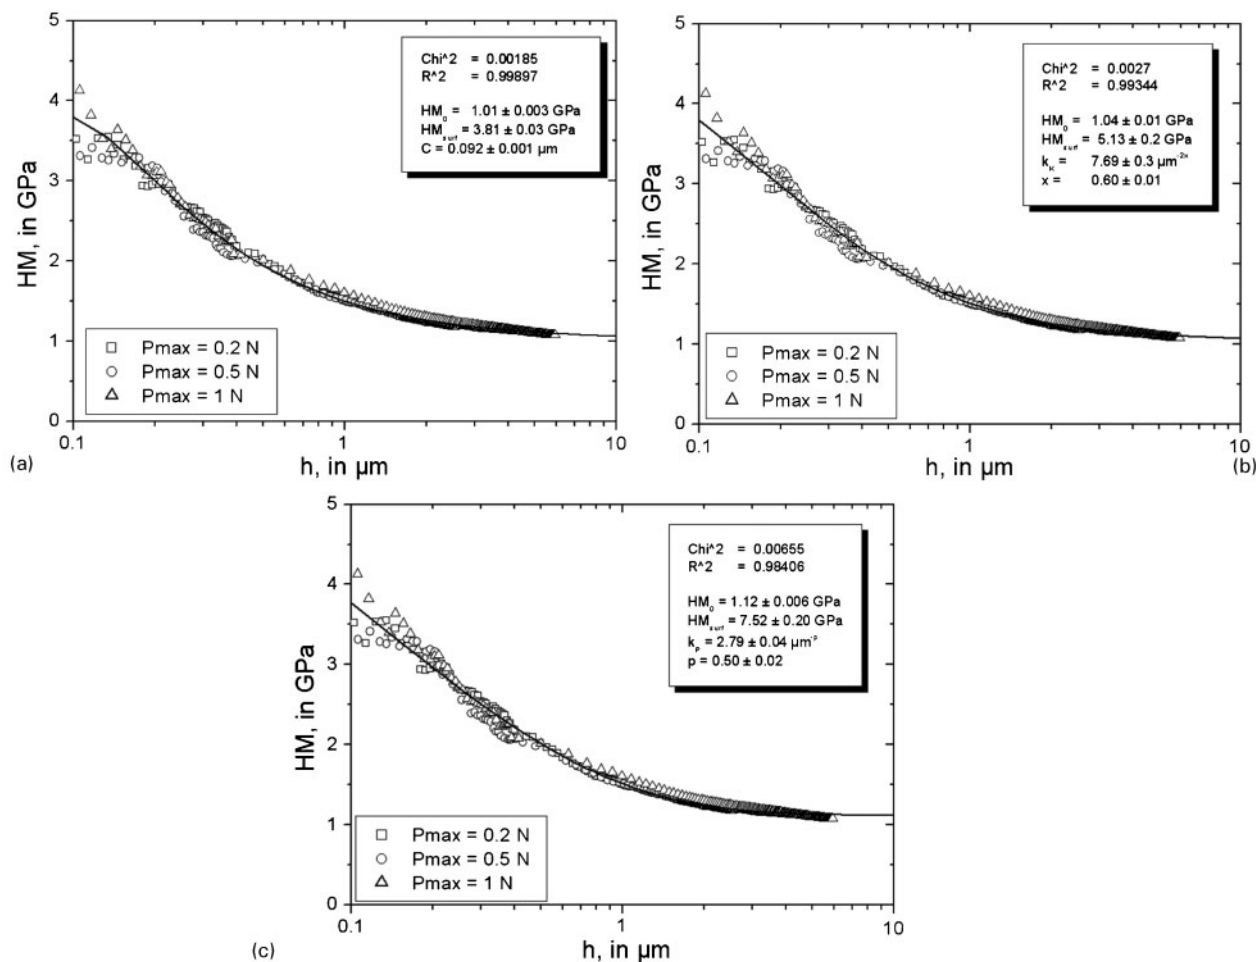 5
4
3
2
1
0
HM, in GPa
Chi^2 = 0.00185
R^2 = 0.99897
HM₀ = 1.01 ± 0.003 GPa
HMsurf = 3.81 ± 0.03 GPa
C = 0.092 ± 0.001 µm
Pmax = 0.2 N
Pmax = 0.5 N
Pmax = 1 N
0.1 1 10
h, in µm
(a)
5
4
3
2
1
0
HM, in GPa
Chi^2 = 0.0027
R^2 = 0.99344
HM₀ = 1.04 ± 0.01 GPa
HMsurf = 5.13 ± 0.2 GPa
kK = 7.69 ± 0.3 µm⁻²ˣ
x = 0.60 ± 0.01
Pmax = 0.2 N
Pmax = 0.5 N
Pmax = 1 N
0.1 1 10
h, in µm
(b)
5
4
3
2
1
0
HM, in GPa
Chi^2 = 0.00655
R^2 = 0.98406
HM₀ = 1.12 ± 0.006 GPa
HMsurf = 7.52 ± 0.20 GPa
kp = 2.79 ± 0.04 µm⁻ᵖ
p = 0.50 ± 0.02
Pmax = 0.2 N
Pmax = 0.5 N
Pmax = 1 N
0.1 1 10
h, in µm
(c)